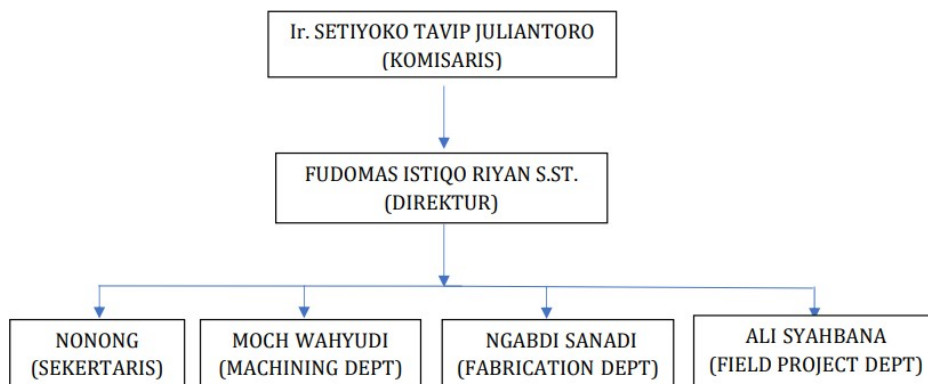 Ir. SETIYOKO TAVIP JULIANTORO
(KOMISARIS)
FUDOMAS ISTIQO RIYAN S.ST.
(DIREKTUR)
NONONG
(SEKERTARIS)
MOCH WAHYUDI
(MACHINING DEPT)
NGABDI SANADI
(FABRICATION DEPT)
ALI SYAHBANA
(FIELD PROJECT DEPT)